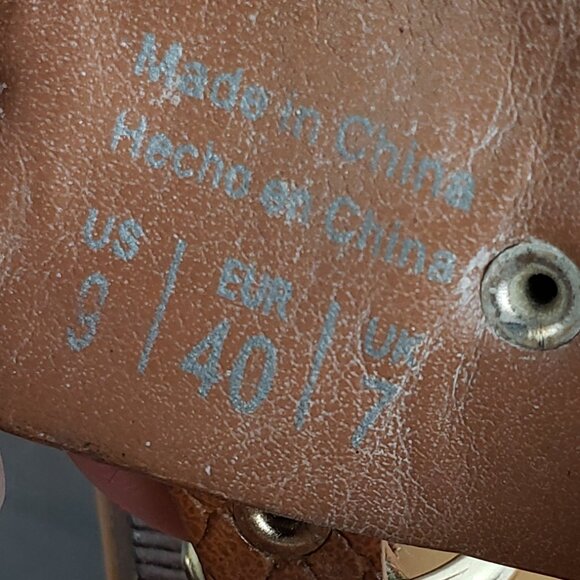 Made in China
Hecho en China
US | EUR | UK
9 | 40 | 7